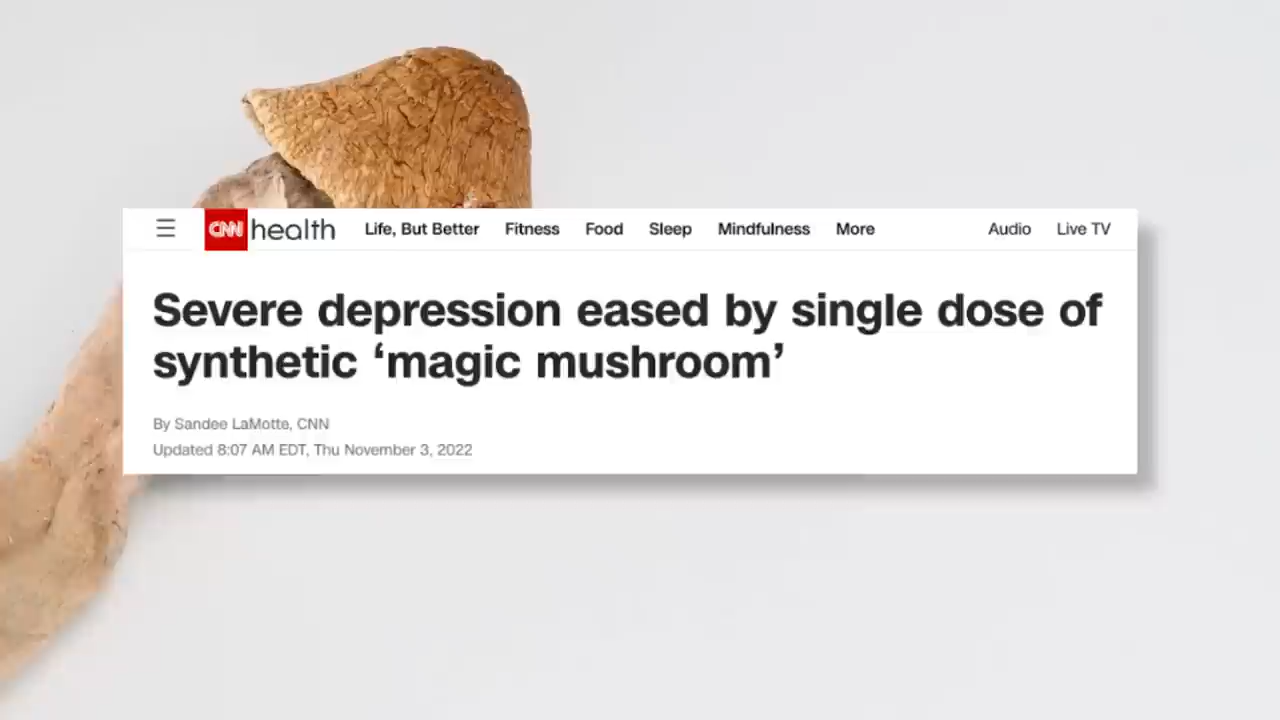 CNN health Life, But Better Fitness Food Sleep Mindfulness More Audio Live TV
Severe depression eased by single dose of
synthetic ‘magic mushroom’
By Sandee LaMotte, CNN
Updated 8:07 AM EDT, Thu November 3, 2022